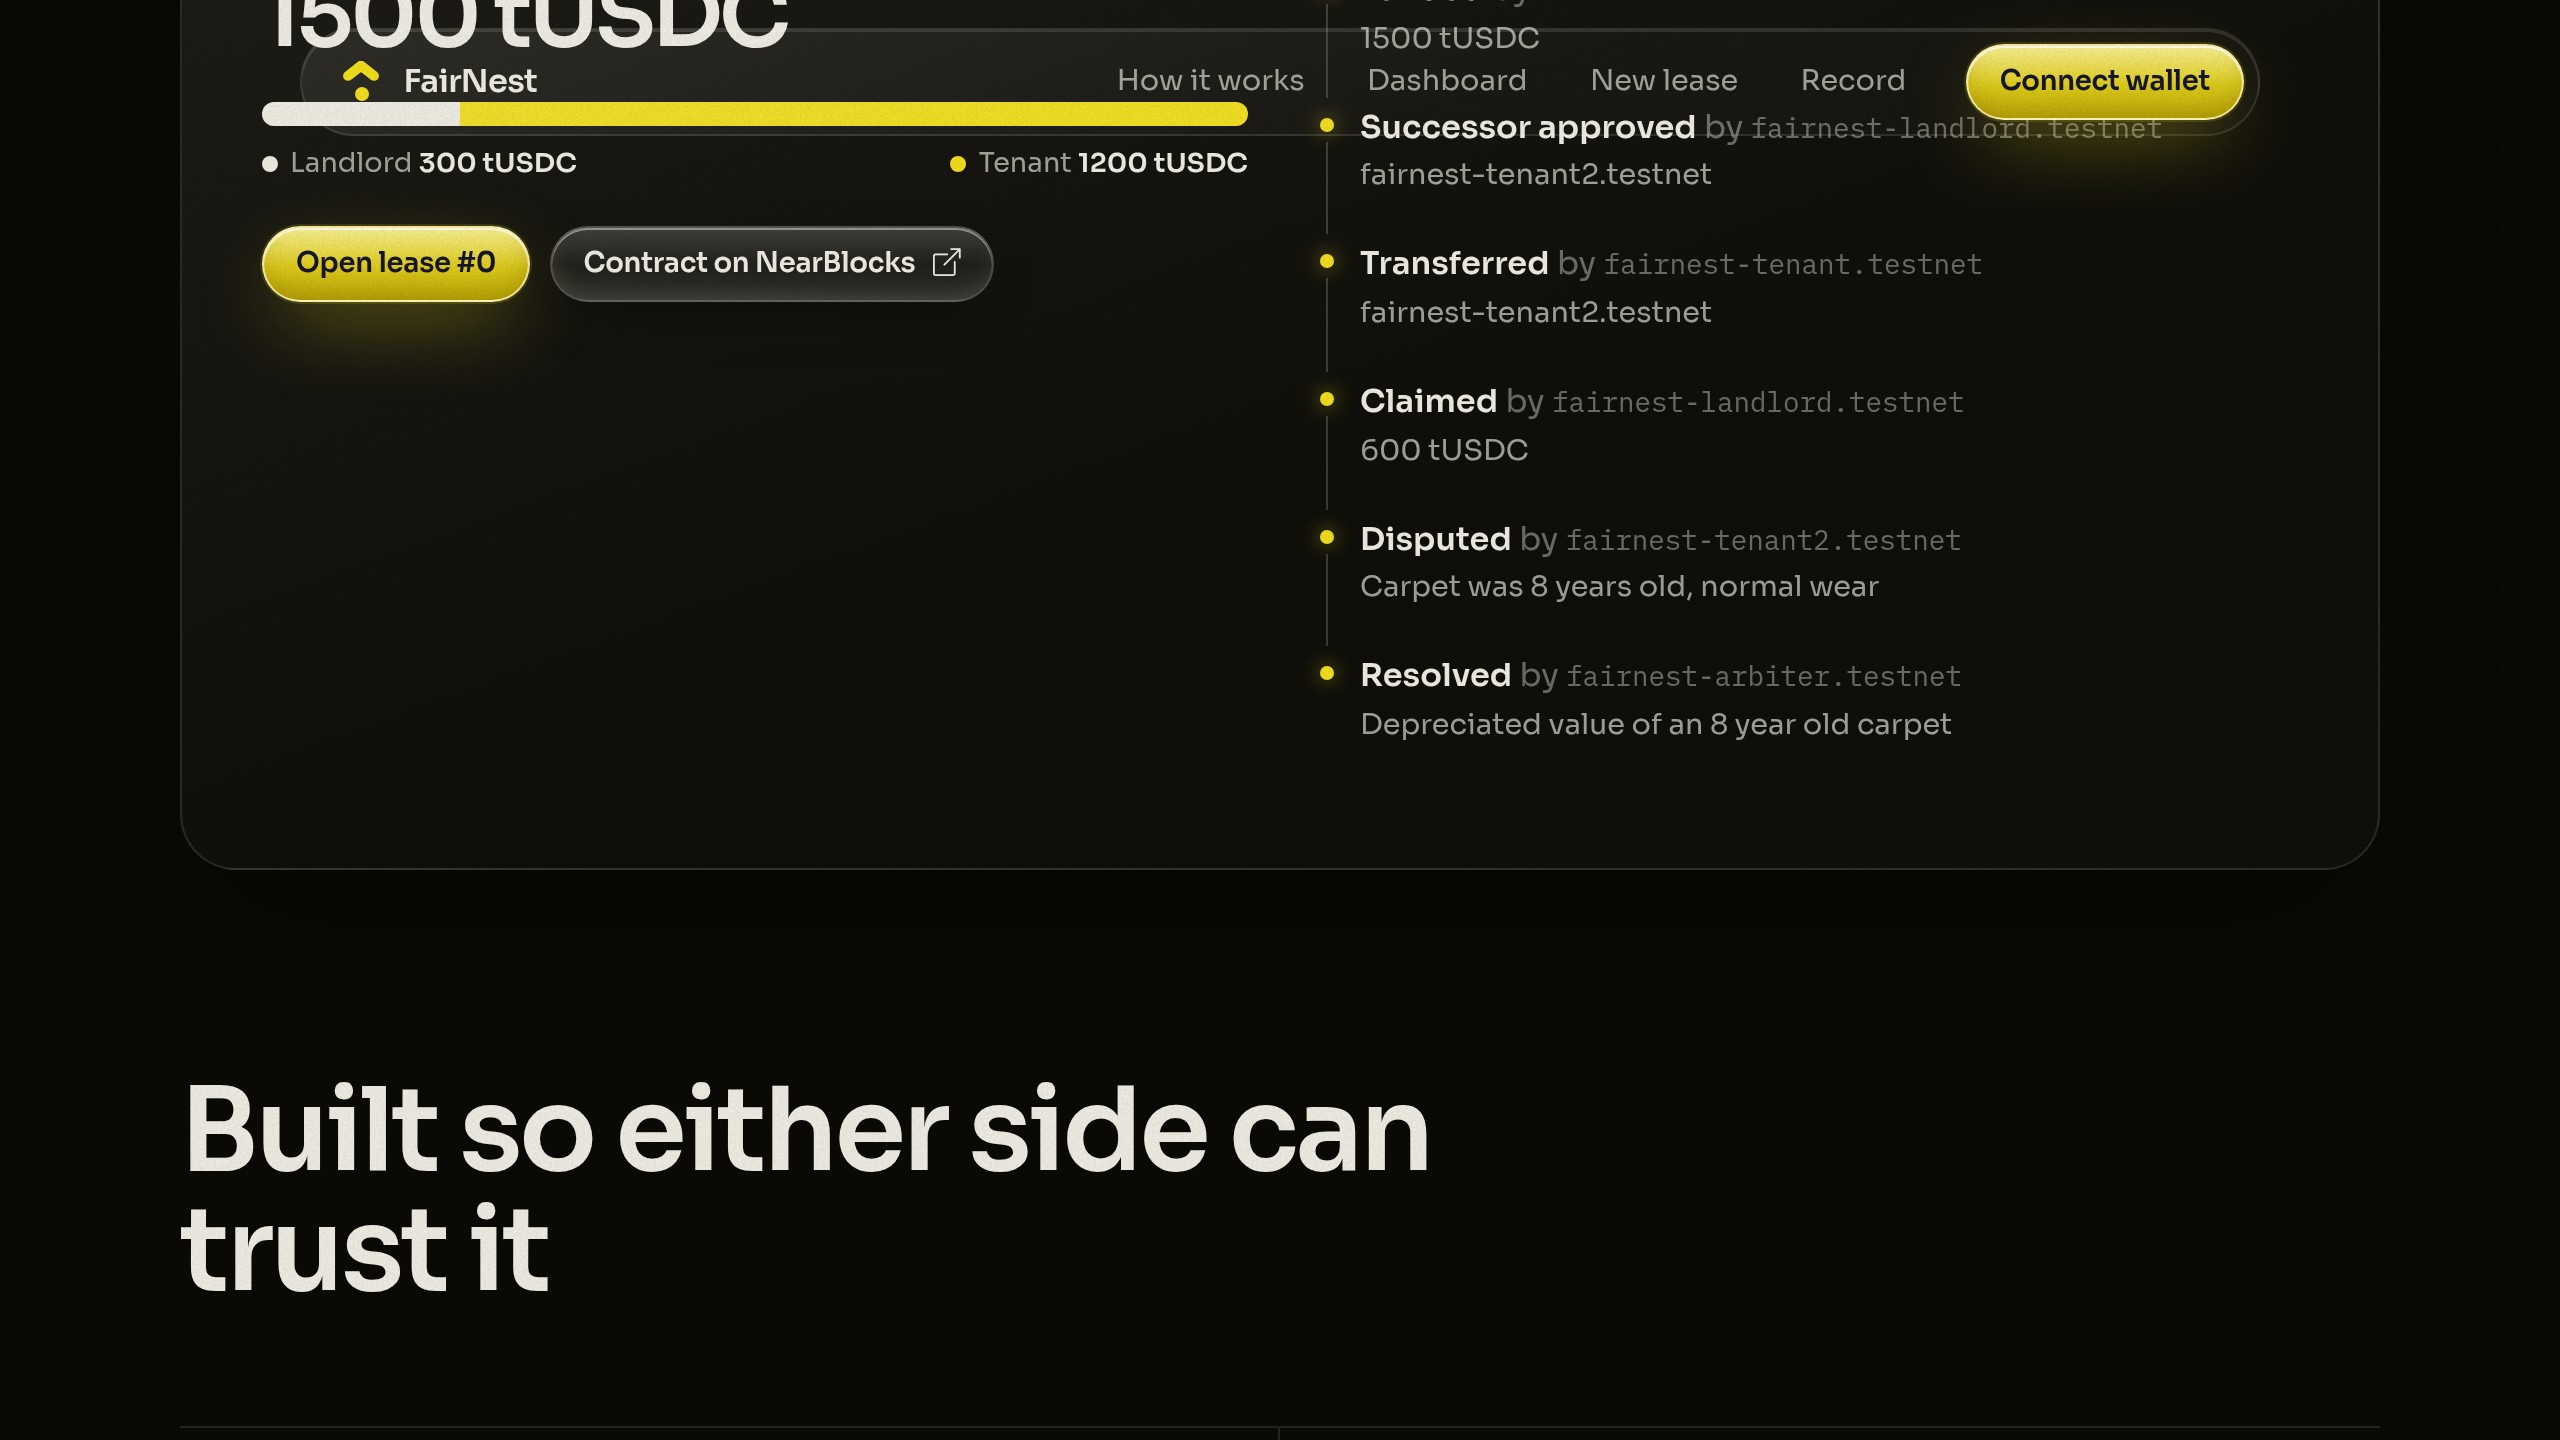 1500 tUSDC
1500 tUSDC
FairNest
How it works
Dashboard
New lease
Record
Connect wallet
Landlord 300 tUSDC
Tenant 1200 tUSDC
Open lease #0
Contract on NearBlocks
Successor approved by fairnest-landlord.testnet
fairnest-tenant2.testnet
Transferred by fairnest-tenant.testnet
fairnest-tenant2.testnet
Claimed by fairnest-landlord.testnet
600 tUSDC
Disputed by fairnest-tenant2.testnet
Carpet was 8 years old, normal wear
Resolved by fairnest-arbiter.testnet
Depreciated value of an 8 year old carpet
Built so either side can
trust it